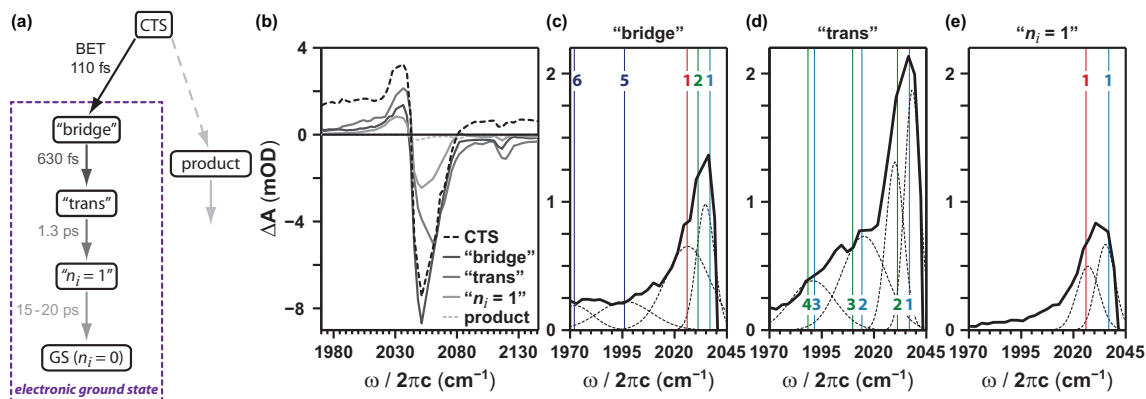 (a)
CTS
BET
110 fs
"bridge"
630 fs
product
"trans"
1.3 ps
"nᵢ = 1"
15-20 ps
GS (nᵢ = 0)
electronic ground state
(b)
4
0
−4
−8
ΔA (mOD)
CTS
"bridge"
"trans"
"nᵢ = 1"
product
1980 2030 2080 2130
ω / 2πc (cm⁻¹)
(c)
"bridge"
2
1
0
6 5 1 2 1
1970 1995 2020 2045
ω / 2πc (cm⁻¹)
(d)
"trans"
2
1
0
4 3 3 2 2 1
1970 1995 2020 2045
ω / 2πc (cm⁻¹)
(e)
"nᵢ = 1"
2
1
0
1 1
1970 1995 2020 2045
ω / 2πc (cm⁻¹)